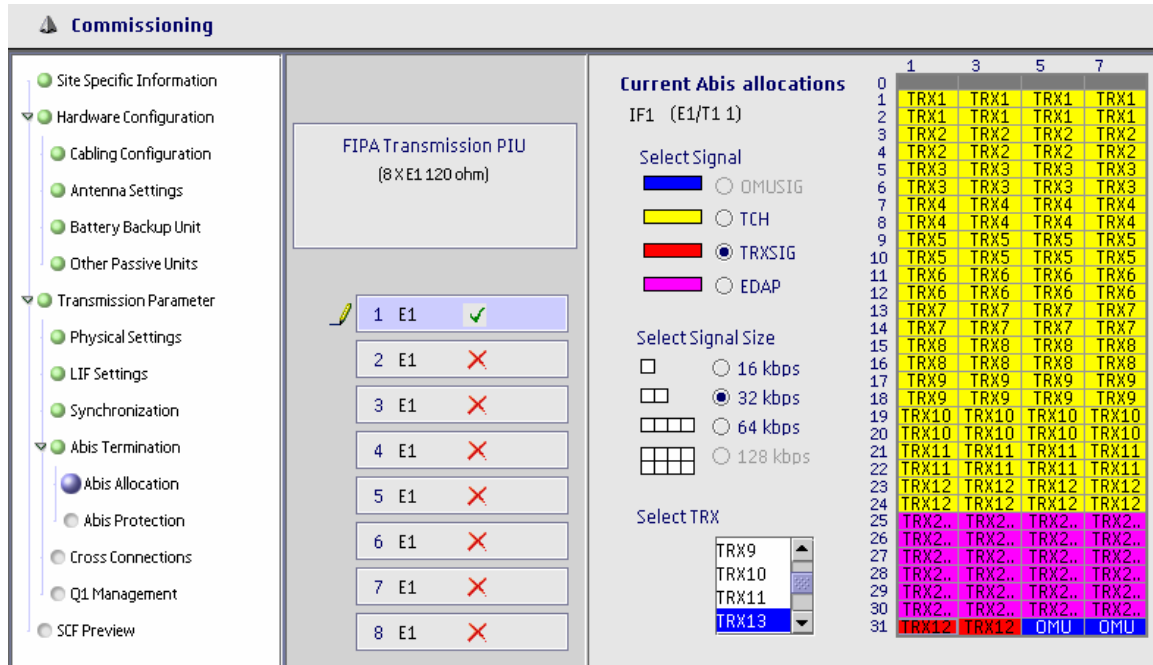 Commissioning
Site Specific Information
Hardware Configuration
Cabling Configuration
Antenna Settings
Battery Backup Unit
Other Passive Units
Transmission Parameter
Physical Settings
LIF Settings
Synchronization
Abis Termination
Abis Allocation
Abis Protection
Cross Connections
Q1 Management
SCF Preview
FIPA Transmission PIU
(8 X E1 120 ohm)
1 E1
2 E1
3 E1
4 E1
5 E1
6 E1
7 E1
8 E1
Current Abis allocations
IF1 (E1/T1 1)
Select Signal
OMUSIG
TCH
TRXSIG
EDAP
Select Signal Size
16 kbps
32 kbps
64 kbps
128 kbps
Select TRX
TRX9
TRX10
TRX11
TRX13
1 3 5 7
0
1 TRX1 TRX1 TRX1 TRX1
2 TRX1 TRX1 TRX1 TRX1
3 TRX2 TRX2 TRX2 TRX2
4 TRX2 TRX2 TRX2 TRX2
5 TRX3 TRX3 TRX3 TRX3
6 TRX3 TRX3 TRX3 TRX3
7 TRX4 TRX4 TRX4 TRX4
8 TRX4 TRX4 TRX4 TRX4
9 TRX5 TRX5 TRX5 TRX5
10 TRX5 TRX5 TRX5 TRX5
11 TRX6 TRX6 TRX6 TRX6
12 TRX6 TRX6 TRX6 TRX6
13 TRX7 TRX7 TRX7 TRX7
14 TRX7 TRX7 TRX7 TRX7
15 TRX8 TRX8 TRX8 TRX8
16 TRX8 TRX8 TRX8 TRX8
17 TRX9 TRX9 TRX9 TRX9
18 TRX9 TRX9 TRX9 TRX9
19 TRX10 TRX10 TRX10 TRX10
20 TRX10 TRX10 TRX10 TRX10
21 TRX11 TRX11 TRX11 TRX11
22 TRX11 TRX11 TRX11 TRX11
23 TRX12 TRX12 TRX12 TRX12
24 TRX12 TRX12 TRX12 TRX12
25 TRX2.. TRX2.. TRX2.. TRX2..
26 TRX2.. TRX2.. TRX2.. TRX2..
27 TRX2.. TRX2.. TRX2.. TRX2..
28 TRX2.. TRX2.. TRX2.. TRX2..
29 TRX2.. TRX2.. TRX2.. TRX2..
30 TRX2.. TRX2.. TRX2.. TRX2..
31 TRX12 TRX12 OMU OMU